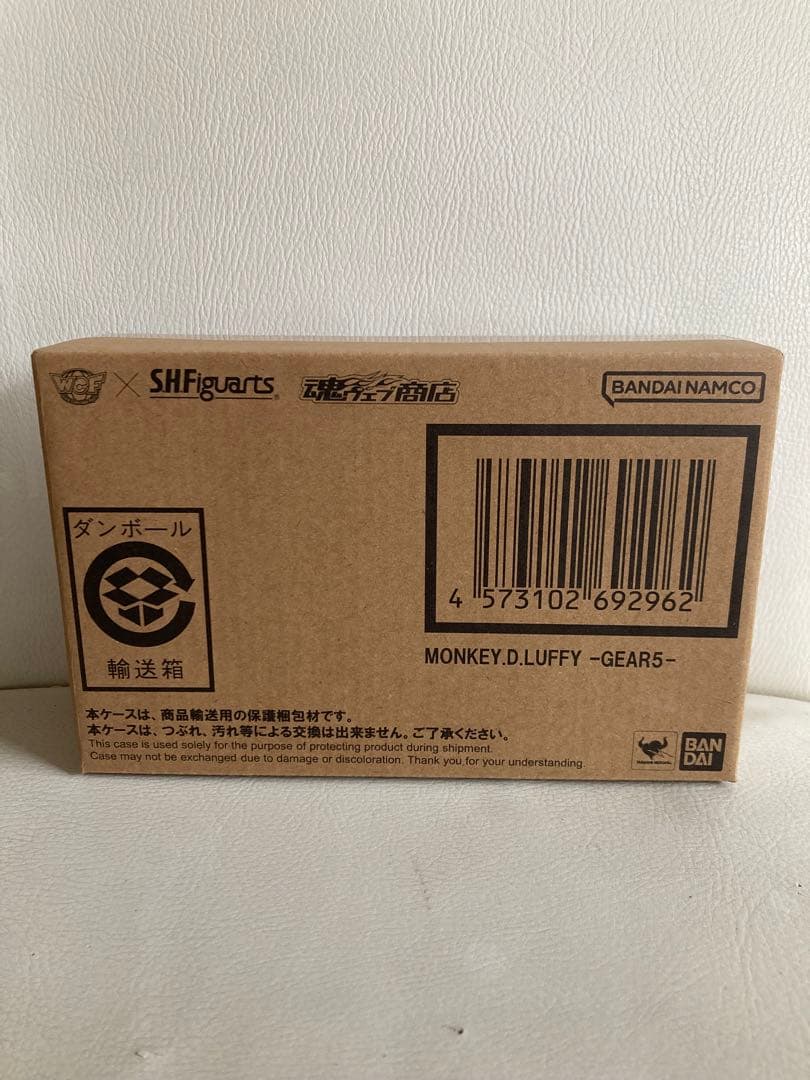 WCF × S.H.Figuarts 魂ウェブ商店
BANDAI NAMCO
4 573102 692962
MONKEY.D.LUFFY -GEAR5-
ダンボール
輸送箱
本ケースは、商品輸送用の保護梱包材です。
本ケースは、つぶれ、汚れ等による交換は出来ません。ご了承ください。
This case is used solely for the purpose of protecting product during shipment.
Case may not be exchanged due to damage or discoloration. Thank you for your understanding.
BAN
DAI